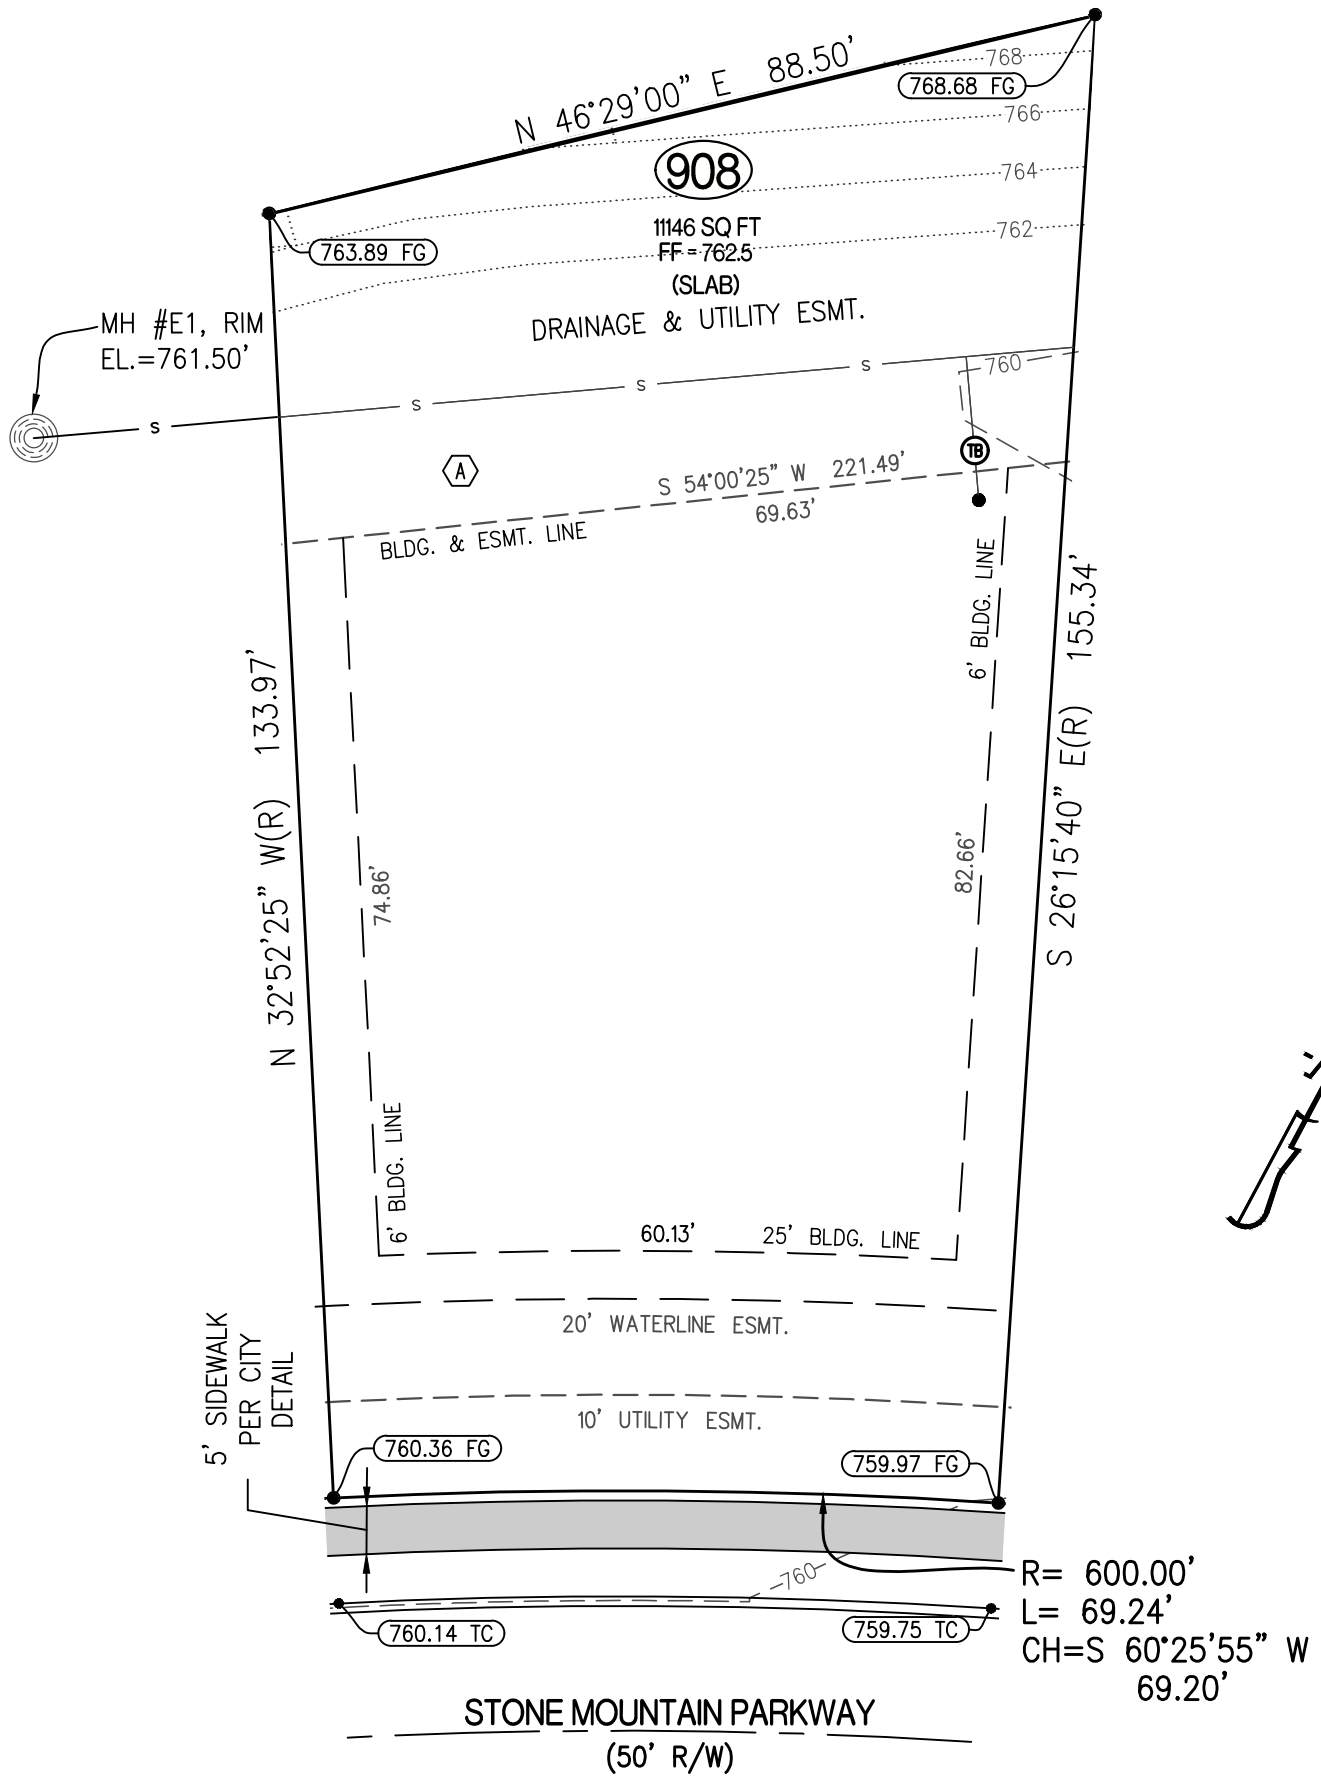 N 46°29'00" E 88.50'
768
768.68 FG
766
908
764
11146 SQ FT
FF = 762.5
(SLAB)
762
763.89 FG
DRAINAGE & UTILITY ESMT.
MH #E1, RIM
EL.=761.50'
760
s
s
s
s
TB
A
S 54°00'25" W 221.49'
69.63'
BLDG. & ESMT. LINE
6' BLDG. LINE
N 32°52'25" W(R) 133.97'
S 26°15'40" E(R) 155.34'
74.86'
82.66'
6' BLDG. LINE
60.13'
25' BLDG. LINE
20' WATERLINE ESMT.
5' SIDEWALK
PER CITY
DETAIL
10' UTILITY ESMT.
760.36 FG
759.97 FG
760
R= 600.00'
L= 69.24'
CH=S 60°25'55" W
69.20'
760.14 TC
759.75 TC
STONE MOUNTAIN PARKWAY
(50' R/W)